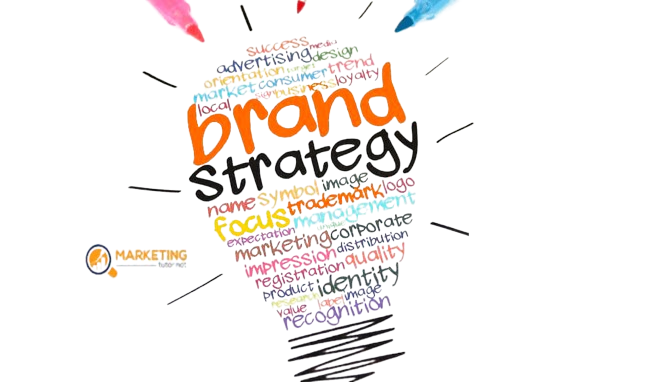 success media
advertising design
orientation target
market consumer trend
local sign business loyalty
brand
strategy
name symbol image
focus trademark logo
management
expectation
marketing corporate
impression distribution
registration quality
product identity
research
value label image
recognition
MARKETING
tutor.net